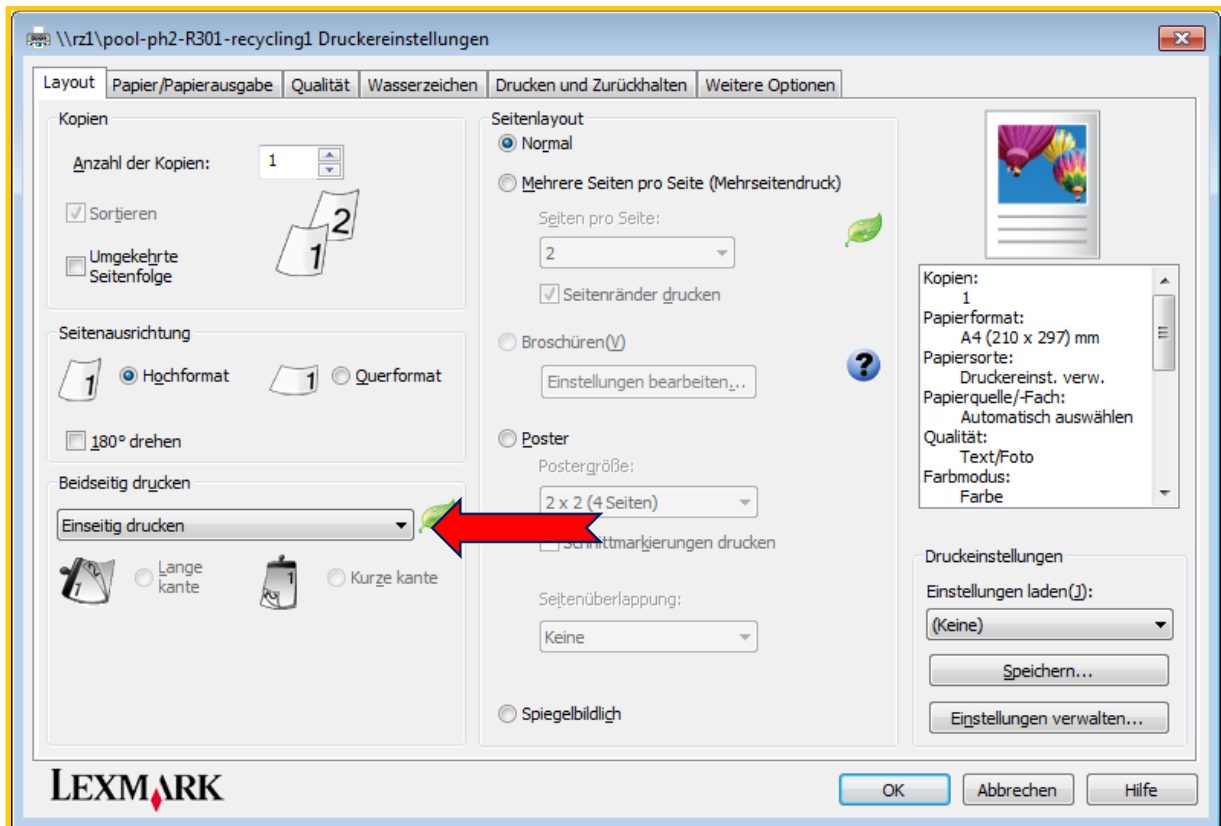 \\rz1\pool-ph2-R301-recycling1 Druckereinstellungen
Layout
Papier/Papierausgabe
Qualität
Wasserzeichen
Drucken und Zurückhalten
Weitere Optionen
Kopien
Anzahl der Kopien:
1
Sortieren
Umgekehrte
Seitenfolge
2
1
Seitenausrichtung
1
Hochformat
1
Querformat
180° drehen
Beidseitig drucken
Einseitig drucken
1
2
Lange
kante
1
Kurze kante
Seitenlayout
Normal
Mehrere Seiten pro Seite (Mehrseitendruck)
Seiten pro Seite:
2
Seitenränder drucken
Broschüren(V)
?
Einstellungen bearbeiten...
Poster
Postergröße:
2 x 2 (4 Seiten)
Schnittmarkierungen drucken
Seitenüberlappung:
Keine
Spiegelbildlich
Kopien:
1
Papierformat:
A4 (210 x 297) mm
Papiersorte:
Druckereinst. verw.
Papierquelle/-Fach:
Automatisch auswählen
Qualität:
Text/Foto
Farbmodus:
Farbe
Druckeinstellungen
Einstellungen laden(J):
(Keine)
Speichern...
Einstellungen verwalten...
LEXMARK
OK
Abbrechen
Hilfe